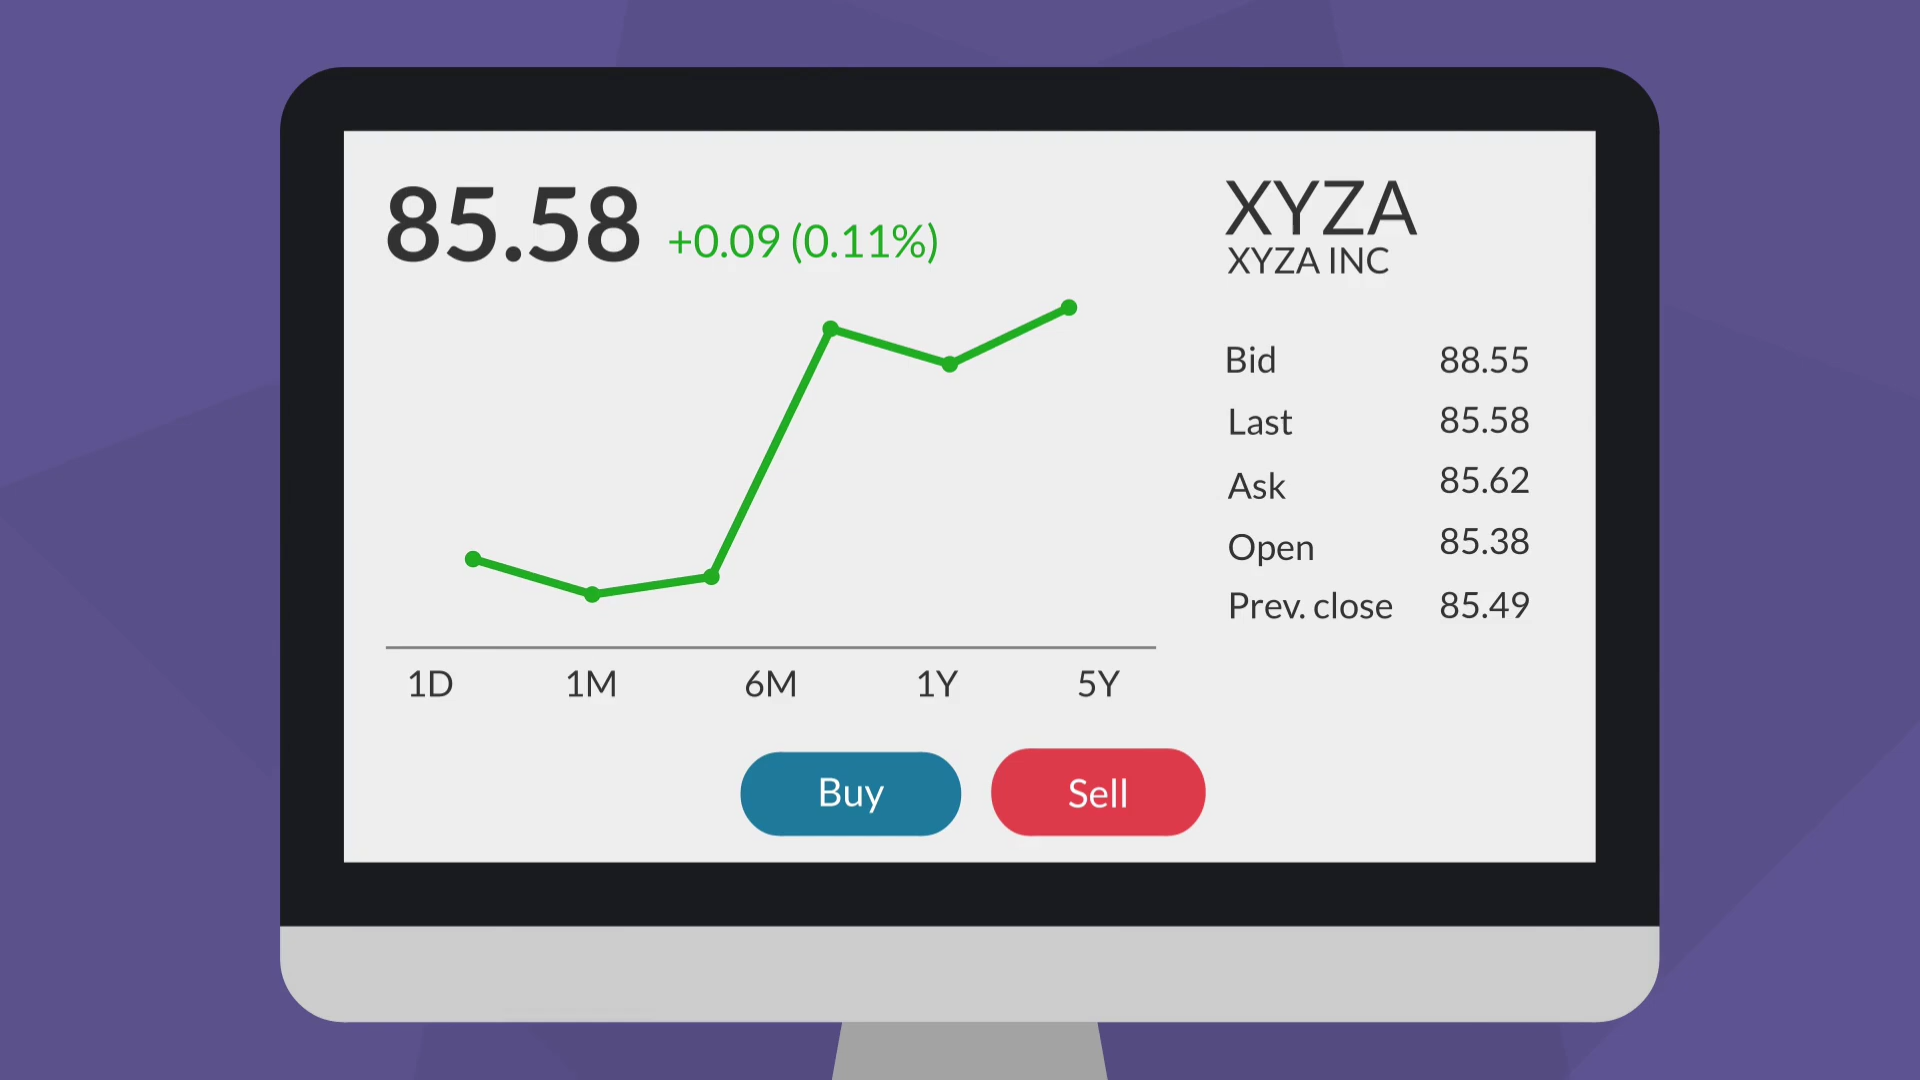 85.58 +0.09 (0.11%)
XYZA
XYZA INC
Bid 88.55
Last 85.58
Ask 85.62
Open 85.38
Prev. close 85.49
1D 1M 6M 1Y 5Y
Buy Sell